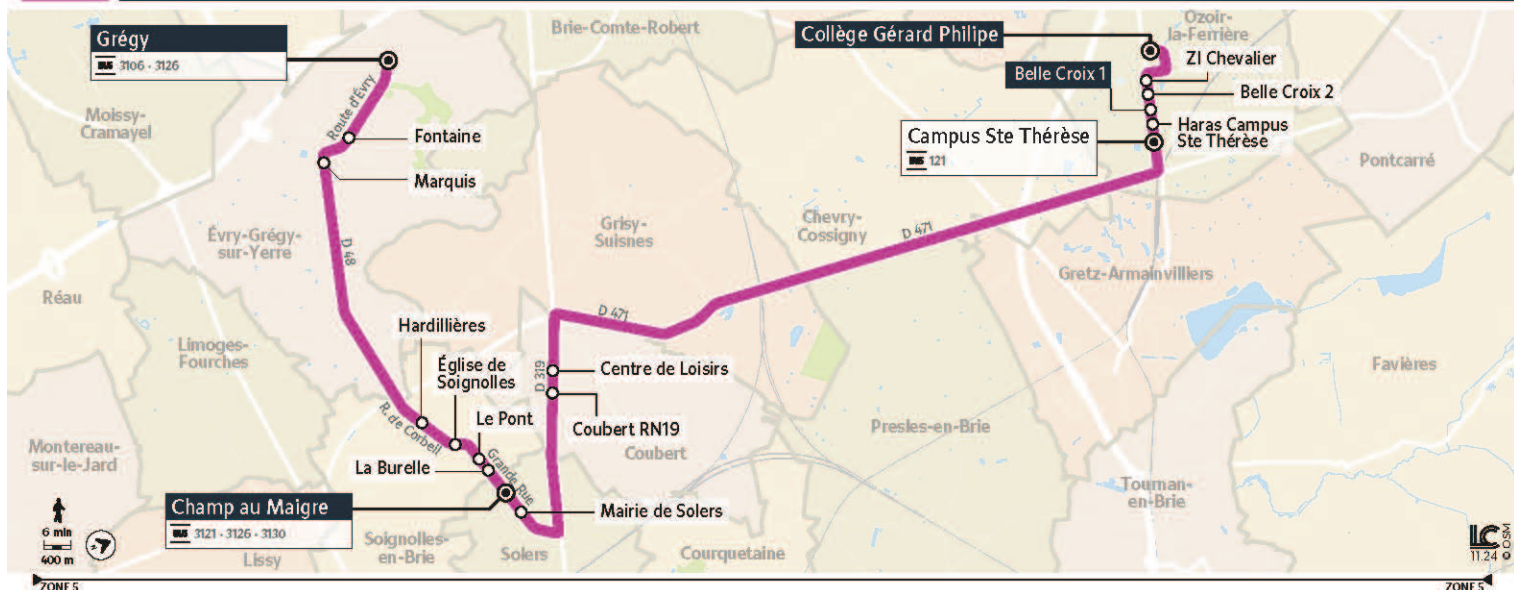 Grégy
BUS 3106 · 3126
Brie-Comte-Robert
Collège Gérard Philipe
Ozoir-
la-Ferrière
ZI Chevalier
Belle Croix 1
Belle Croix 2
Moissy-
Cramayel
Route d'Évry
Fontaine
Haras Campus
Ste Thérèse
Campus Ste Thérèse
BUS 121
Pontcarré
Marquis
Grisy-
Suisnes
Chevry-
Cossigny
D 471
Évry-Grégy-
sur-Yerre
D 48
Gretz-Armainvilliers
Réau
D 471
Hardillières
Limoges-
Fourches
Église de
Soignolles
D 319
Centre de Loisirs
Favières
R. de Corbeil
Le Pont
Coubert RN19
Presles-en-Brie
Montereau-
sur-le-Jard
La Burelle
Grande Rue
Coubert
Tournan-
en-Brie
Champ au Maigre
BUS 3121 · 3126 · 3130
Mairie de Solers
6 min
400 m
Lissy
Soignolles-
en-Brie
Solers
Courquetaine
LC
11.24
© OSM
ZONE 5
ZONE 5